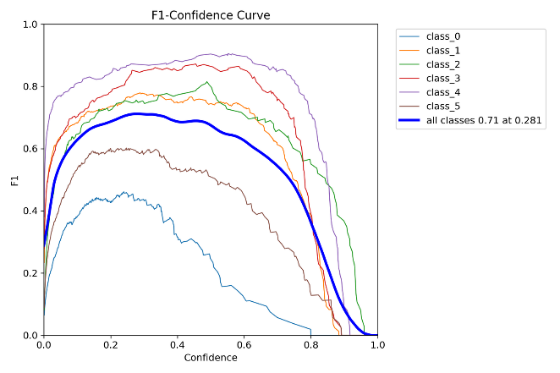 F1-Confidence Curve
class_0
class_1
class_2
class_3
class_4
class_5
all classes 0.71 at 0.281
F1
1.0
0.8
0.6
0.4
0.2
0.0
0.0 0.2 0.4 0.6 0.8 1.0
Confidence